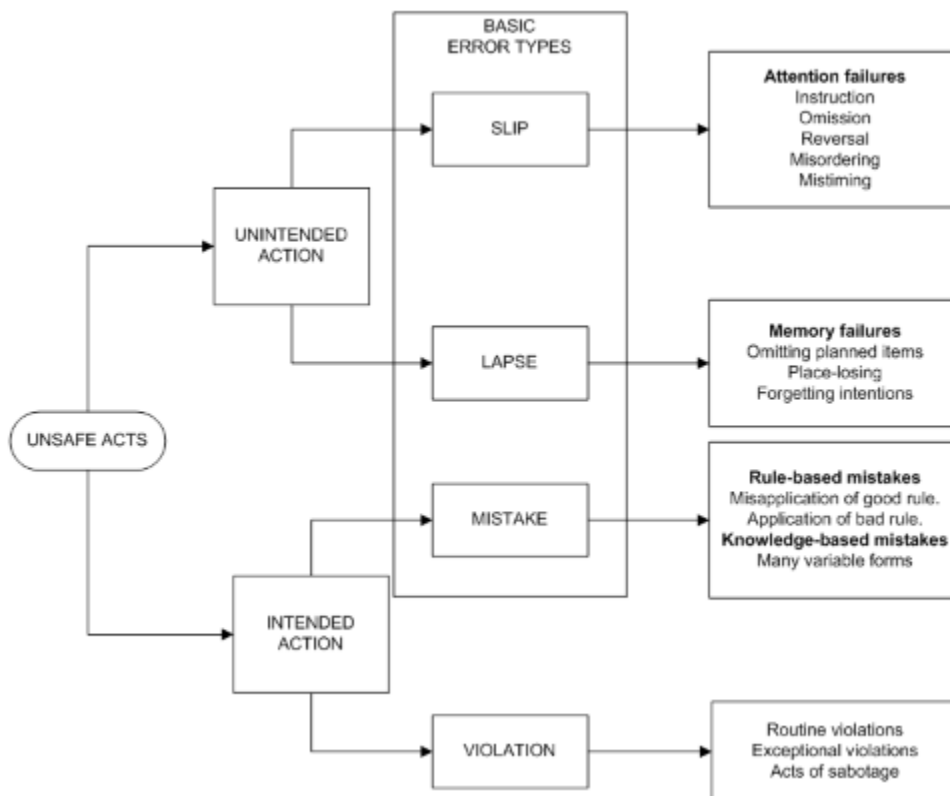 BASIC
ERROR TYPES
SLIP
Attention failures
Instruction
Omission
Reversal
Misordering
Mistiming
UNINTENDED
ACTION
LAPSE
Memory failures
Omitting planned items
Place-losing
Forgetting intentions
UNSAFE ACTS
MISTAKE
Rule-based mistakes
Misapplication of good rule.
Application of bad rule.
Knowledge-based mistakes
Many variable forms
INTENDED
ACTION
VIOLATION
Routine violations
Exceptional violations
Acts of sabotage